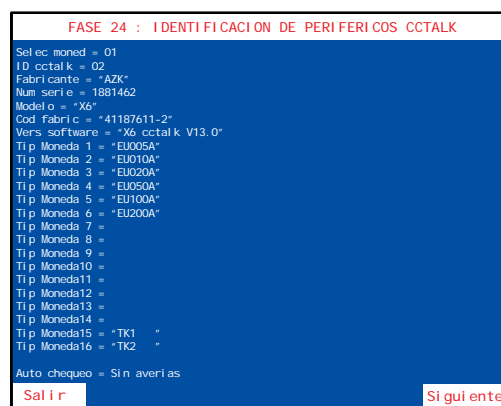 FASE 24 : IDENTIFICACION DE PERIFERICOS CCTALK
Selec moned = 01
ID cctalk = 02
Fabricante = "AZK"
Num serie = 1881462
Modelo = "X6"
Cod fabric = "41187611-2"
Vers software = "X6 cctalk V13.0"
Tip Moneda 1 = "EU005A"
Tip Moneda 2 = "EU010A"
Tip Moneda 3 = "EU020A"
Tip Moneda 4 = "EU050A"
Tip Moneda 5 = "EU100A"
Tip Moneda 6 = "EU200A"
Tip Moneda 7 =
Tip Moneda 8 =
Tip Moneda 9 =
Tip Moneda10 =
Tip Moneda11 =
Tip Moneda12 =
Tip Moneda13 =
Tip Moneda14 =
Tip Moneda15 = "TK1   "
Tip Moneda16 = "TK2   "
Auto chequeo = Sin averias
Salir
Siguiente